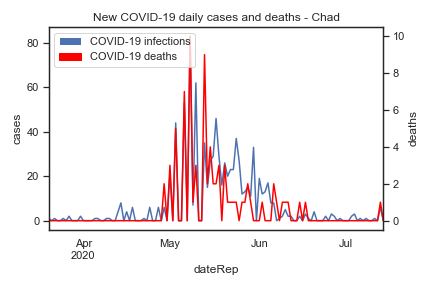 New COVID-19 daily cases and deaths - Chad
COVID-19 infections
COVID-19 deaths
80
60
40
20
0
cases
10
8
6
4
2
0
deaths
Apr
2020
May
Jun
Jul
dateRep